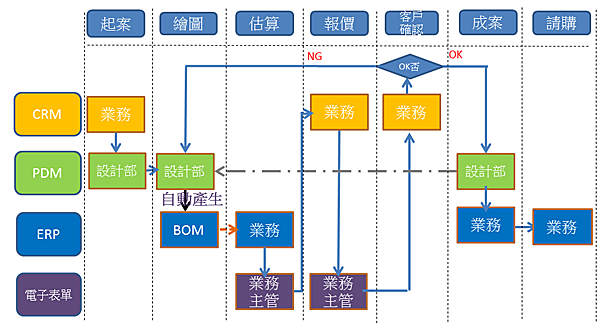 起案 繪圖 估算 報價 客戶確認 成案 請購
NG OK否 OK
CRM 業務 業務 業務
PDM 設計部 設計部 設計部
自動產生
ERP BOM 業務 業務 業務
電子表單 業務主管 業務主管